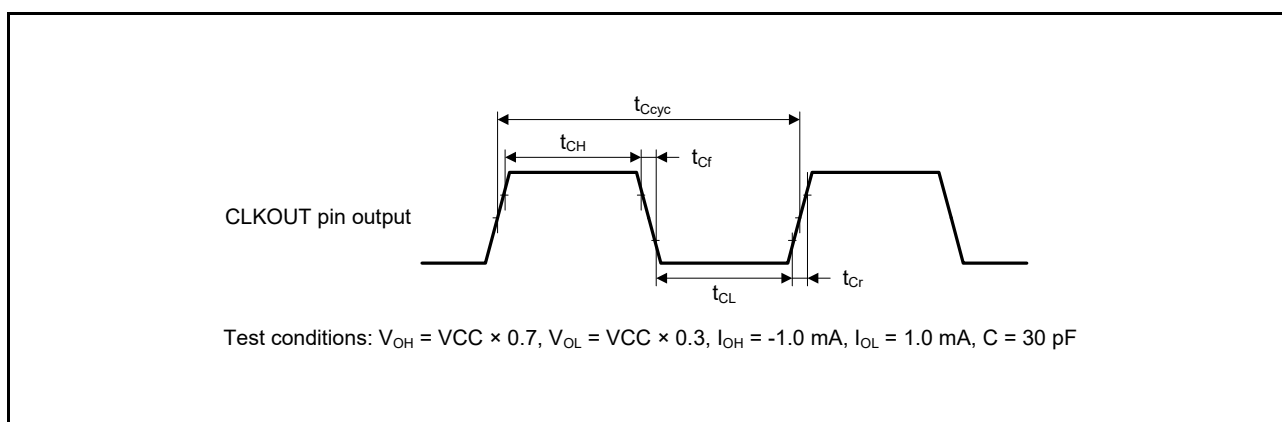 tCcyc
tCH
tCf
CLKOUT pin output
tCL
tCr
Test conditions: VOH = VCC × 0.7, VOL = VCC × 0.3, IOH = -1.0 mA, IOL = 1.0 mA, C = 30 pF